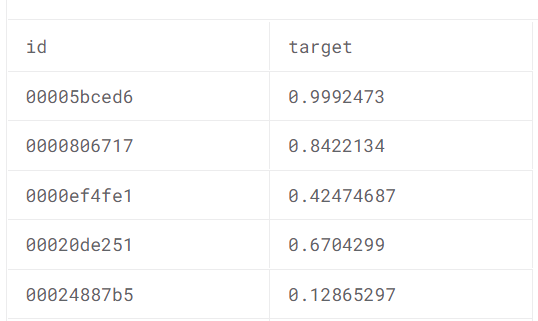 id target
00005bced6 0.9992473
0000806717 0.8422134
0000ef4fe1 0.42474687
00020de251 0.6704299
00024887b5 0.12865297